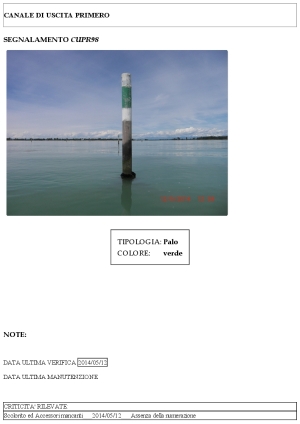 CANALE DI USCITA PRIMERO
SEGNALAMENTO CUPR98
TIPOLOGIA: Palo
COLORE: verde
NOTE:
DATA ULTIMA VERIFICA 2014/05/12
DATA ULTIMA MANUTENZIONE
CRITICITA' RILEVATE
Scolorito ed Accessori mancanti 2014/05/12 Assenza della numerazione